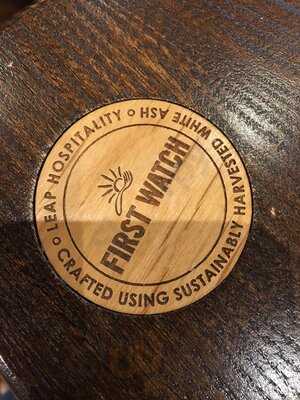 FIRST WATCH
LEAP HOSPITALITY
CRAFTED USING SUSTAINABLY HARVESTED WHITE ASH